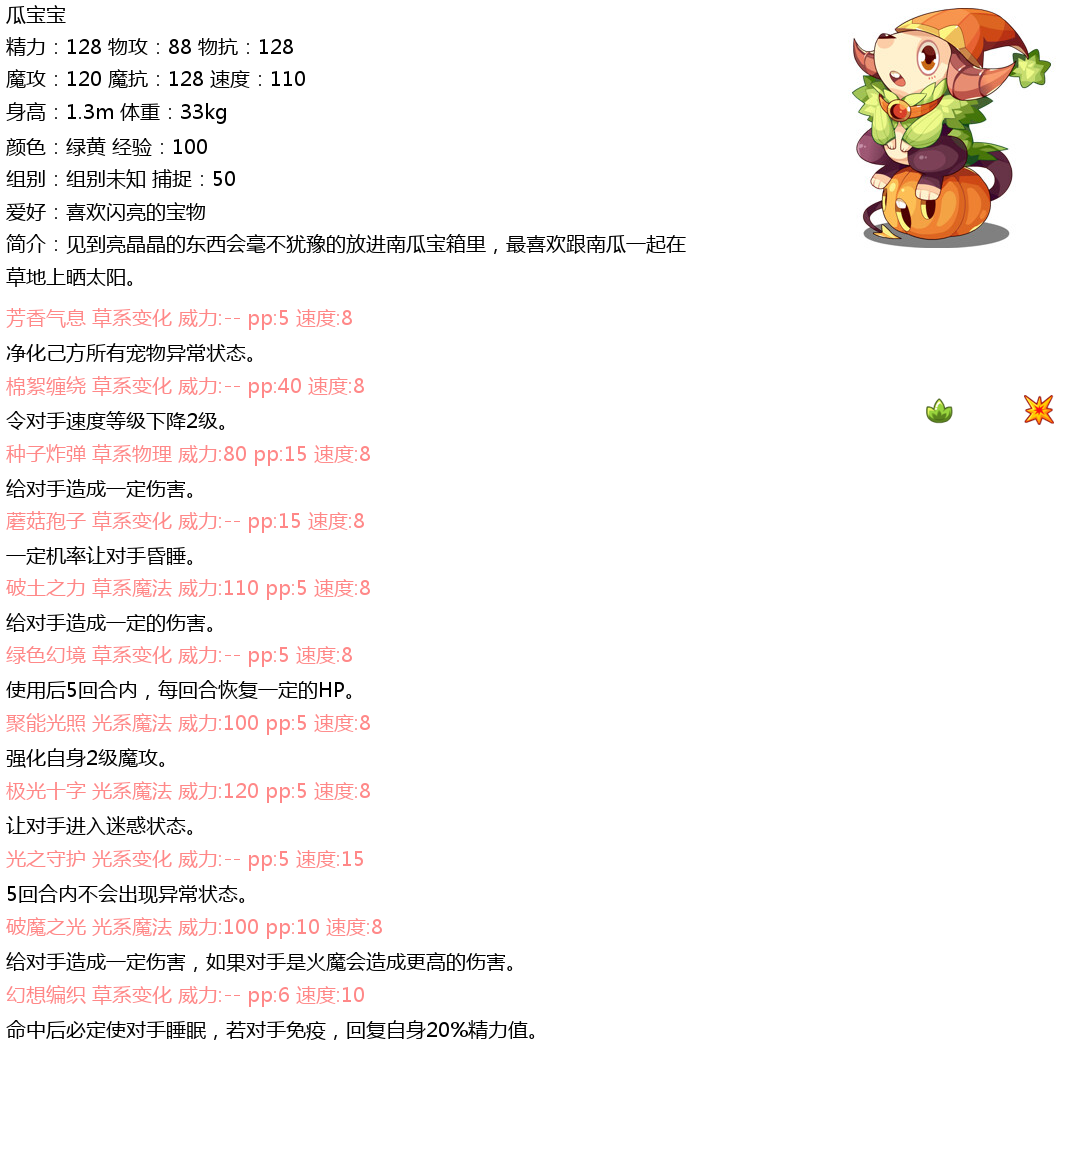 瓜宝宝
精力：128 物攻：88 物抗：128
魔攻：120 魔抗：128 速度：110
身高：1.3m 体重：33kg
颜色：绿黄 经验：100
组别：组别未知 捕捉：50
爱好：喜欢闪亮的宝物
简介：见到亮晶晶的东西会毫不犹豫的放进南瓜宝箱里，最喜欢跟南瓜一起在
草地上晒太阳。
芳香气息 草系变化 威力:-- pp:5 速度:8
净化己方所有宠物异常状态。
棉絮缠绕 草系变化 威力:-- pp:40 速度:8
令对手速度等级下降2级。
种子炸弹 草系物理 威力:80 pp:15 速度:8
给对手造成一定伤害。
蘑菇孢子 草系变化 威力:-- pp:15 速度:8
一定机率让对手昏睡。
破土之力 草系魔法 威力:110 pp:5 速度:8
给对手造成一定的伤害。
绿色幻境 草系变化 威力:-- pp:5 速度:8
使用后5回合内，每回合恢复一定的HP。
聚能光照 光系魔法 威力:100 pp:5 速度:8
强化自身2级魔攻。
极光十字 光系魔法 威力:120 pp:5 速度:8
让对手进入迷惑状态。
光之守护 光系变化 威力:-- pp:5 速度:15
5回合内不会出现异常状态。
破魔之光 光系魔法 威力:100 pp:10 速度:8
给对手造成一定伤害，如果对手是火魔会造成更高的伤害。
幻想编织 草系变化 威力:-- pp:6 速度:10
命中后必定使对手睡眠，若对手免疫，回复自身20%精力值。